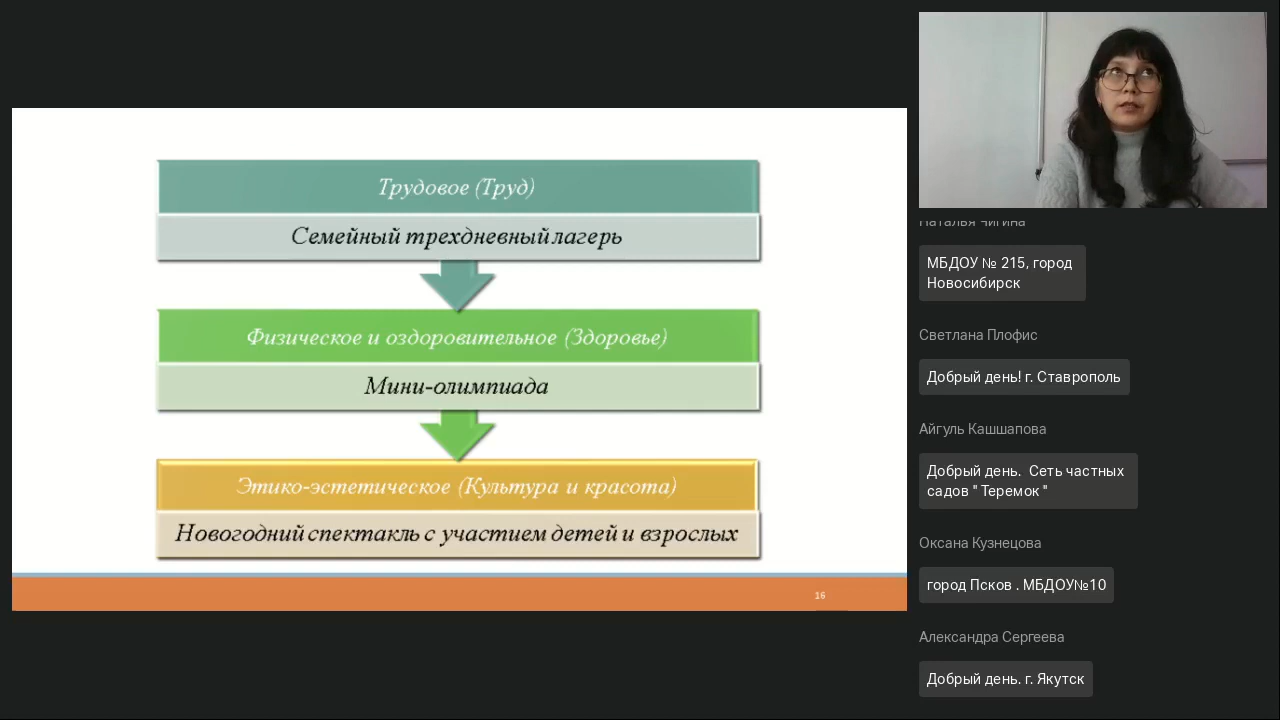 Трудовое (Труд)
Семейный трехдневный лагерь
Физическое и оздоровительное (Здоровье)
Мини-олимпиада
Этико-эстетическое (Культура и красота)
Новогодний спектакль с участием детей и взрослых
16
Наталья Чигина
МБДОУ № 215, город
Новосибирск
Светлана Плофис
Добрый день! г. Ставрополь
Айгуль Кашшапова
Добрый день.  Сеть частных
садов " Теремок "
Оксана Кузнецова
город Псков . МБДОУ№10
Александра Сергеева
Добрый день. г. Якутск